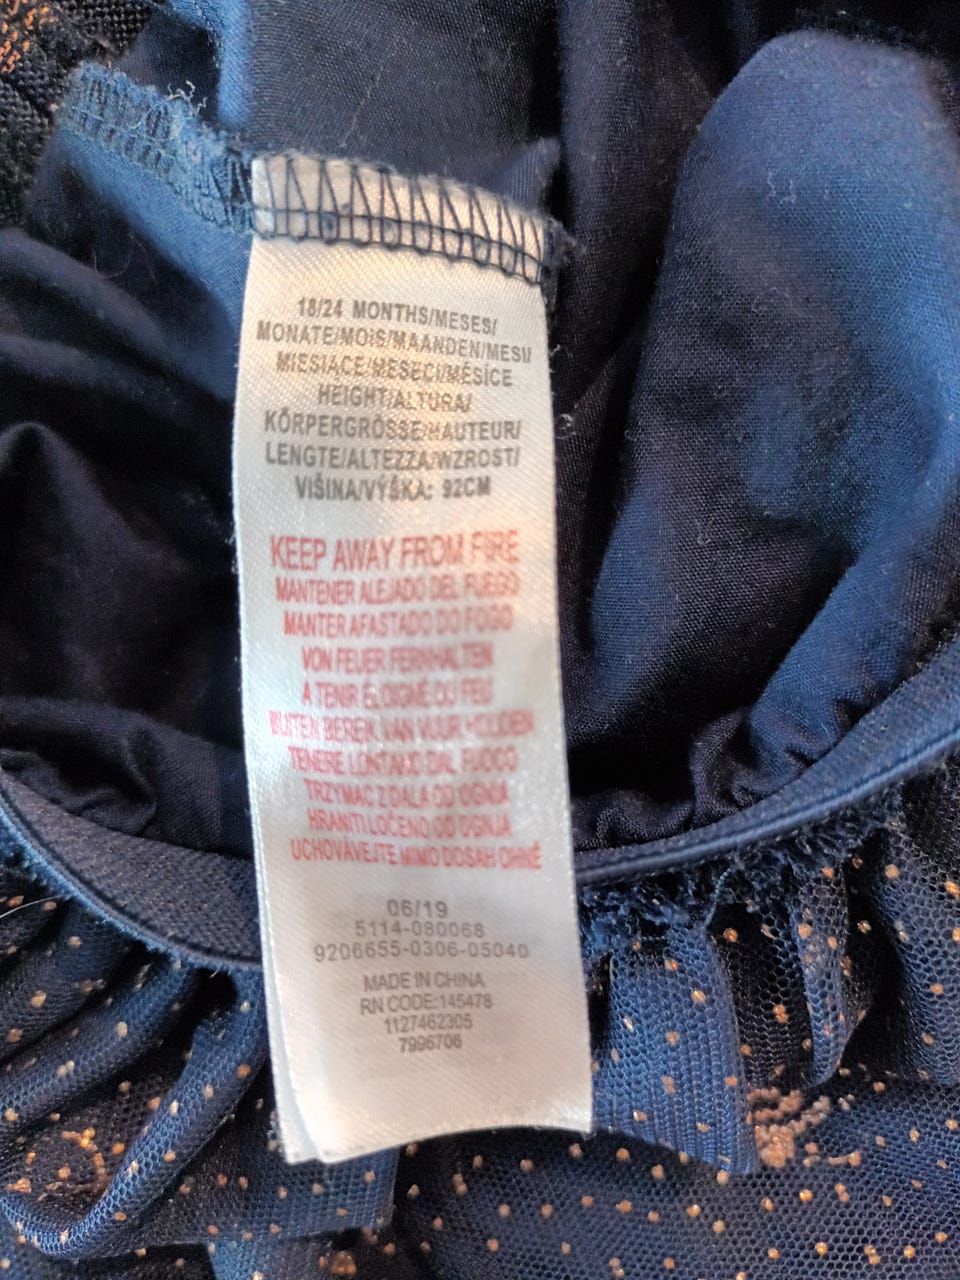 18/24 MONTHS/MESES/
MONATE/MOIS/MAANDEN/MESI/
MIESIĄCE/MESECI/MĚSÍCE
HEIGHT/ALTURA/
KÖRPERGRÖSSE/HAUTEUR/
LENGTE/ALTEZZA/WZROST/
VIŠINA/VÝŠKA: 92CM
KEEP AWAY FROM FIRE
MANTENER ALEJADO DEL FUEGO
MANTER AFASTADO DO FOGO
VON FEUER FERNHALTEN
À TENIR ÉLOIGNÉ DU FEU
BUITEN BEREIK VAN VUUR HOUDEN
TENERE LONTANO DAL FUOCO
TRZYMAĆ Z DALA OD OGNIA
HRANITI LOČENO OD OGNJA
UCHOVÁVEJTE MIMO DOSAH OHNĚ
06/19
5114-080068
9206655-0306-05040
MADE IN CHINA
RN CODE:145478
1127462305
7996706